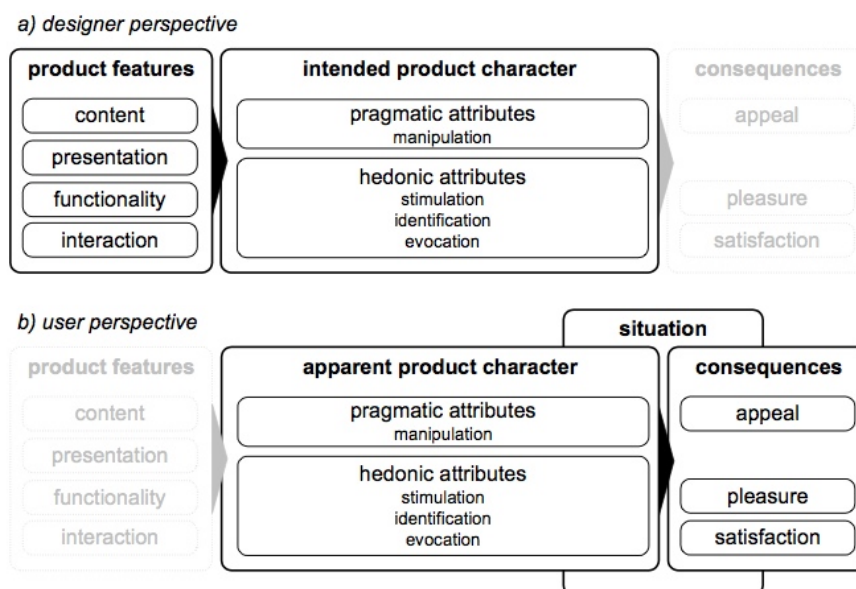 a) designer perspective
product features
content
presentation
functionality
interaction
intended product character
pragmatic attributes
manipulation
hedonic attributes
stimulation
identification
evocation
consequences
appeal
pleasure
satisfaction
b) user perspective
situation
product features
content
presentation
functionality
interaction
apparent product character
pragmatic attributes
manipulation
hedonic attributes
stimulation
identification
evocation
consequences
appeal
pleasure
satisfaction